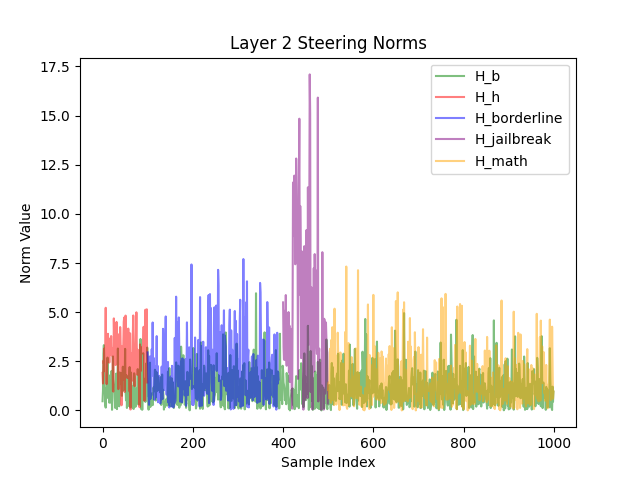 Layer 2 Steering Norms
Norm Value
17.5
15.0
12.5
10.0
7.5
5.0
2.5
0.0
H_b
H_h
H_borderline
H_jailbreak
H_math
0
200
400
600
800
1000
Sample Index